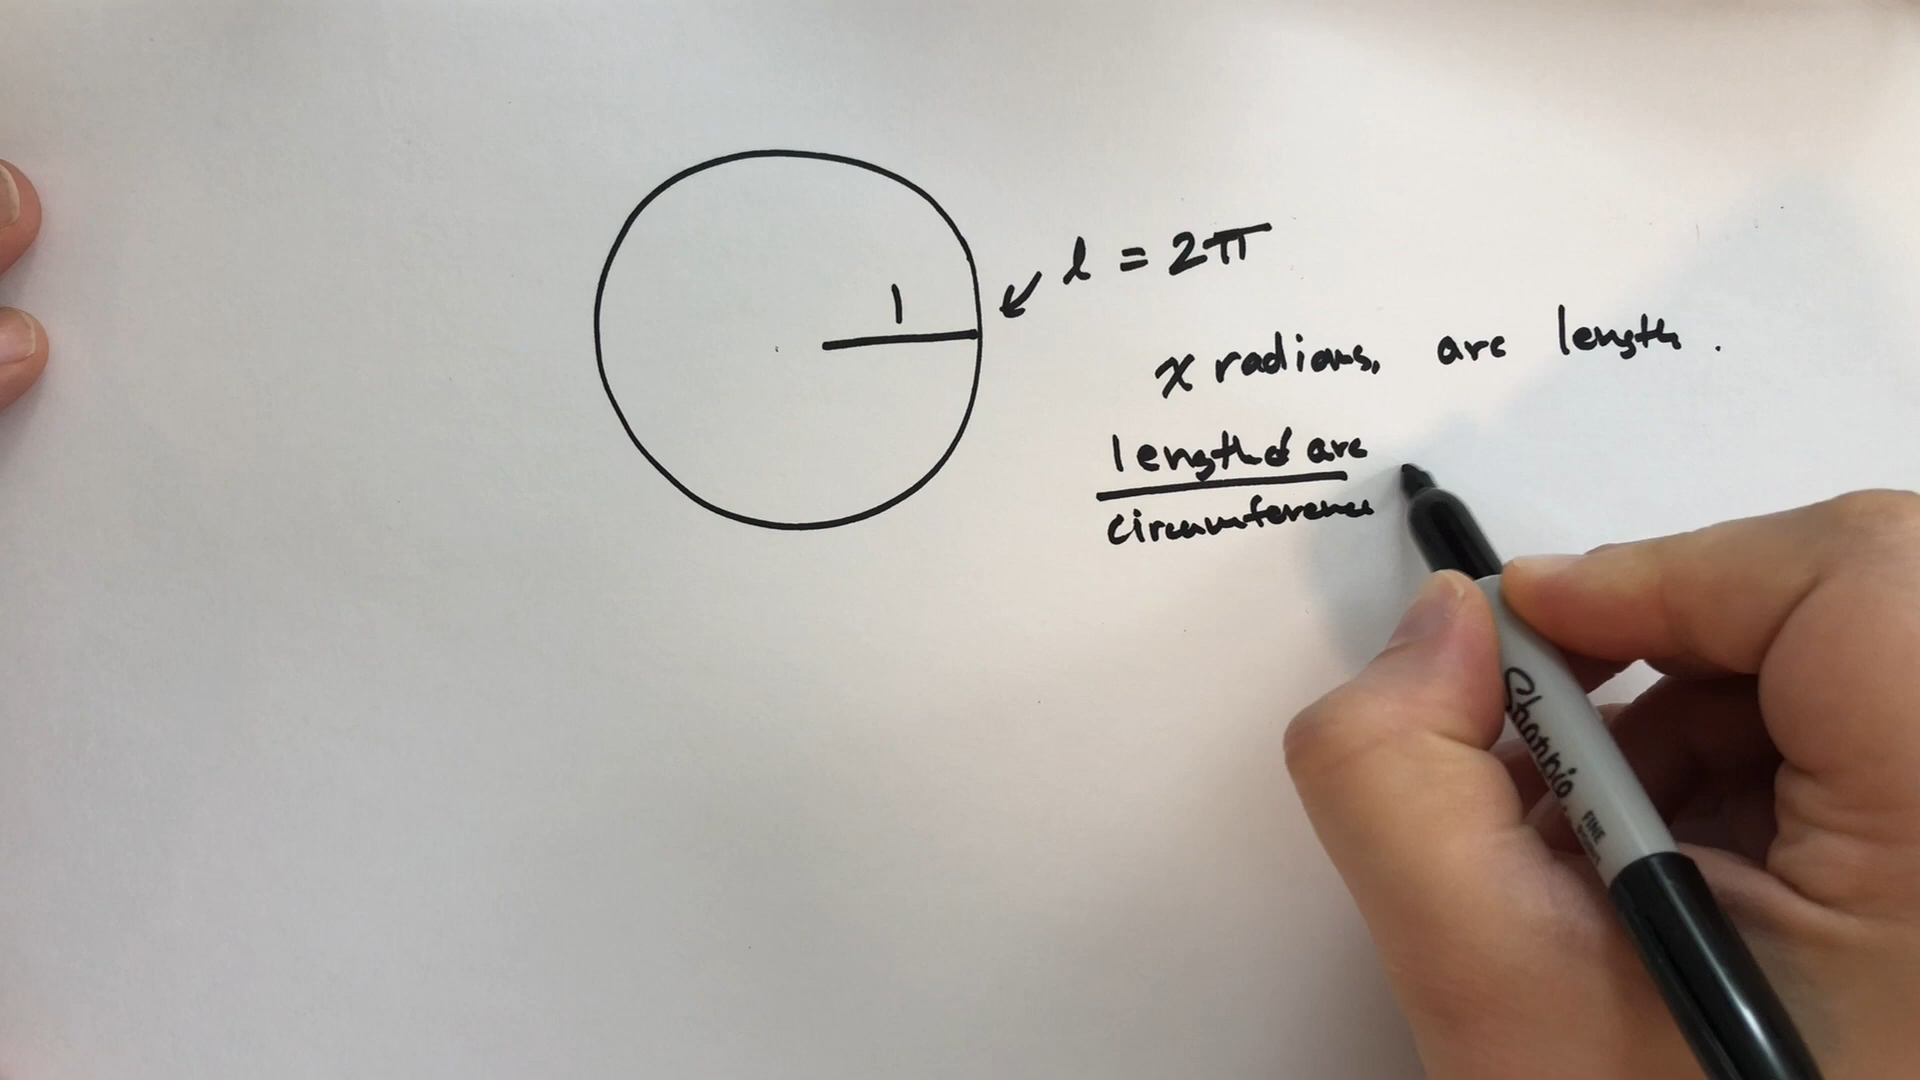 1
l = 2π
x radians, arc length.
length of arc
circumference
Sharpie
FINE